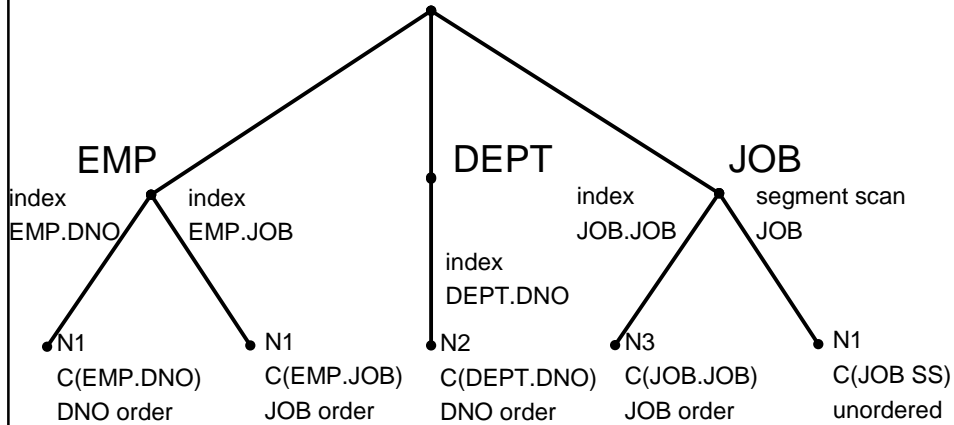 EMP
DEPT
JOB
index
EMP.DNO
index
EMP.JOB
index
DEPT.DNO
index
JOB.JOB
segment scan
JOB
N1
C(EMP.DNO)
DNO order
N1
C(EMP.JOB)
JOB order
N2
C(DEPT.DNO)
DNO order
N3
C(JOB.JOB)
JOB order
N1
C(JOB SS)
unordered